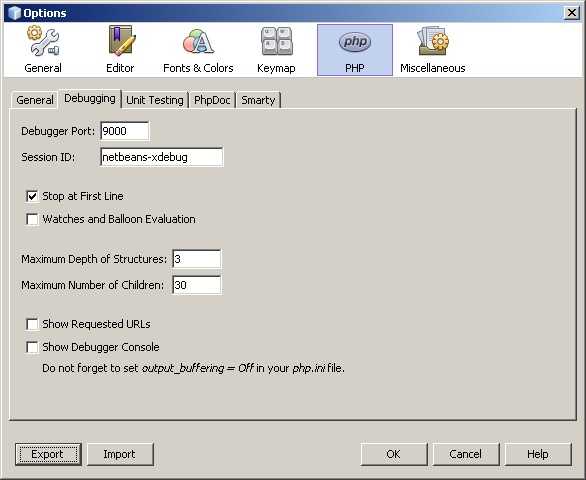 Options
General Editor Fonts & Colors Keymap php PHP Miscellaneous
General Debugging Unit Testing PhpDoc Smarty
Debugger Port: 9000
Session ID: netbeans-xdebug
Stop at First Line
Watches and Balloon Evaluation
Maximum Depth of Structures: 3
Maximum Number of Children: 30
Show Requested URLs
Show Debugger Console
Do not forget to set output_buffering = Off in your php.ini file.
Export Import OK Cancel Help